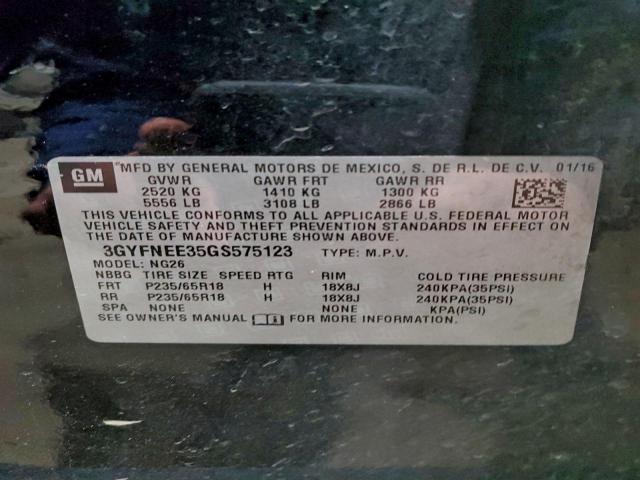 GM MFD BY GENERAL MOTORS DE MEXICO, S. DE R.L. DE C.V. 01/16
GVWR GAWR FRT GAWR RR
2520 KG 1410 KG 1300 KG
5556 LB 3108 LB 2866 LB
THIS VEHICLE CONFORMS TO ALL APPLICABLE U.S. FEDERAL MOTOR
VEHICLE SAFETY AND THEFT PREVENTION STANDARDS IN EFFECT ON
THE DATE OF MANUFACTURE SHOWN ABOVE.
3GYFNEE35GS575123 TYPE: M.P.V.
MODEL: NG26
NBBG TIRE SIZE SPEED RTG RIM COLD TIRE PRESSURE
FRT P235/65R18 H 18X8J 240KPA(35PSI)
RR P235/65R18 H 18X8J 240KPA(35PSI)
SPA NONE NONE KPA(PSI)
SEE OWNER'S MANUAL FOR MORE INFORMATION.